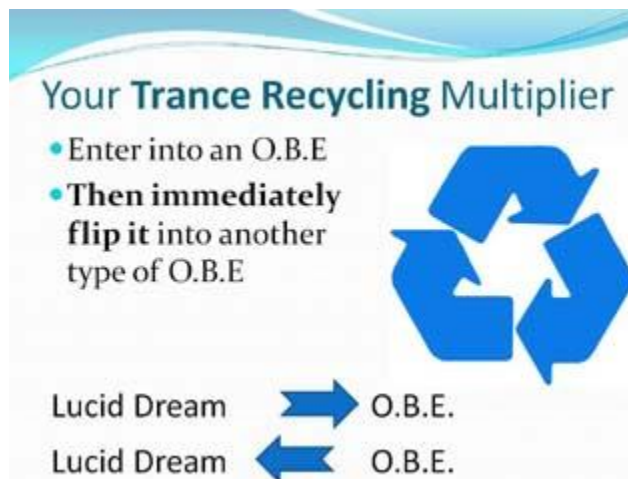 Your Trance Recycling Multiplier
Enter into an O.B.E
Then immediately
flip it into another
type of O.B.E
Lucid Dream O.B.E.
Lucid Dream O.B.E.